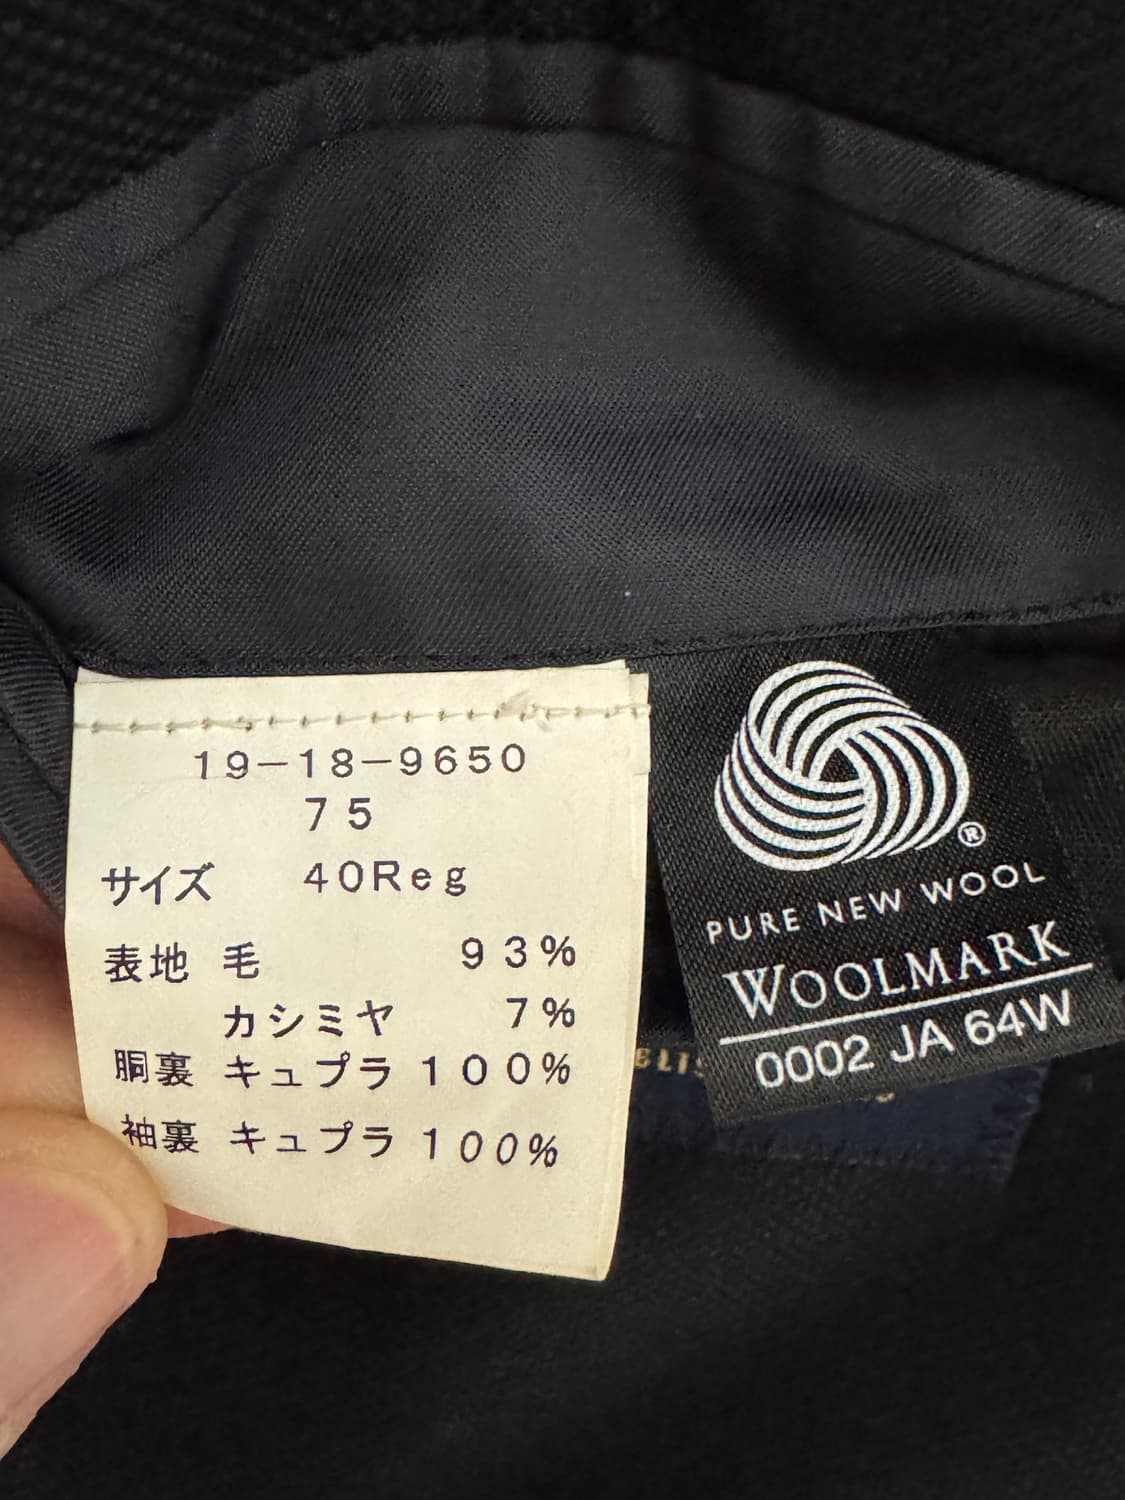 19-18-9650
75
サイズ 40Reg
表地 毛 93%
カシミヤ 7%
胴裏 キュプラ 100%
袖裏 キュプラ 100%
®
PURE NEW WOOL
WOOLMARK
0002 JA 64W